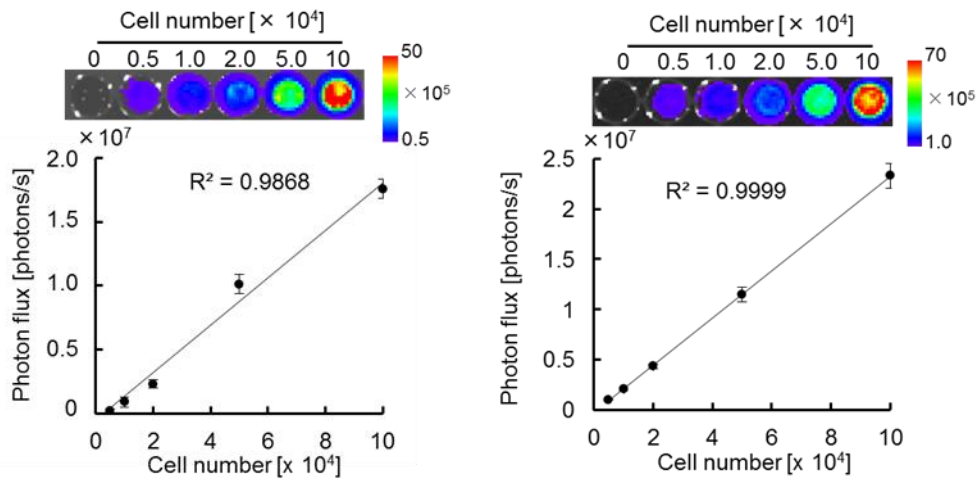 Cell number [ × 10⁴]
0 0.5 1.0 2.0 5.0 10
50
× 10⁵
0.5
× 10⁷
Photon flux [photons/s]
2.0
1.0
0.5
0
R² = 0.9868
0 2 4 6 8 10
Cell number [x 10⁴]
Cell number [ × 10⁴]
0 0.5 1.0 2.0 5.0 10
70
× 10⁵
1.0
× 10⁷
Photon flux [photons/s]
2.5
2
1.5
1
0.5
0
R² = 0.9999
0 2 4 6 8 10
Cell number [x 10⁴]